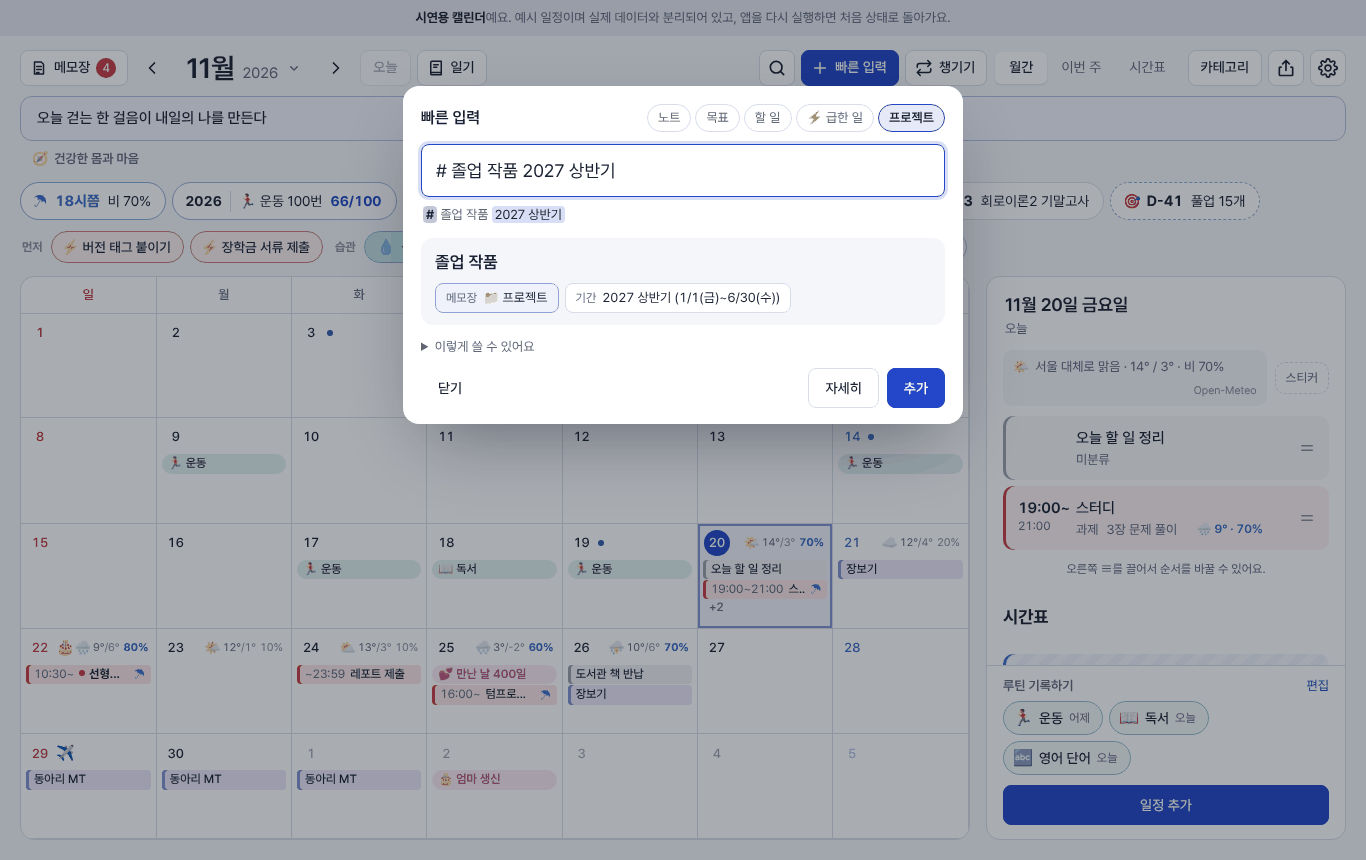 시연용 캘린더예요. 예시 일정이며 실제 데이터와 분리되어 있고, 앱을 다시 실행하면 처음 상태로 돌아가요.
메모장 4 11월 2026 오늘 일기 빠른 입력 챙기기 월간 이번 주 시간표 카테고리
오늘 걷는 한 걸음이 내일의 나를 만든다
건강한 몸과 마음
18시쯤 비 70% 2026 운동 100번 66/100 3 회로이론2 기말고사 D-41 풀업 15개
먼저 버전 태그 붙이기 장학금 서류 제출 습관
빠른 입력 노트 목표 할 일 급한 일 프로젝트
# 졸업 작품 2027 상반기
# 졸업 작품 2027 상반기
졸업 작품
메모장 프로젝트 기간 2027 상반기 (1/1(금)~6/30(수))
▶ 이렇게 쓸 수 있어요
닫기 자세히 추가
일 월 화
1 2 3
8 9 10 11 12 13 14
운동 운동
15 16 17 18 19 20 14°/3° 70% 21 12°/4° 20%
운동 독서 운동 오늘 할 일 정리 장보기
19:00~21:00 스..
+2
22 9°/6° 80% 23 12°/1° 10% 24 13°/3° 10% 25 3°/-2° 60% 26 10°/6° 70% 27 28
10:30~ 선형... ~23:59 레포트 제출 만난 날 400일 도서관 책 반납
16:00~ 텀프로... 장보기
29 30 1 2 3 4 5
동아리 MT 동아리 MT 동아리 MT 엄마 생신
11월 20일 금요일
오늘
서울 대체로 맑음 · 14° / 3° · 비 70%
Open-Meteo
스티커
오늘 할 일 정리
미분류
19:00~ 스터디
21:00 과제 3장 문제 풀이 9° · 70%
오른쪽 ≡를 끌어서 순서를 바꿀 수 있어요.
시간표
루틴 기록하기 편집
운동 어제 독서 오늘
abc 영어 단어 오늘
일정 추가